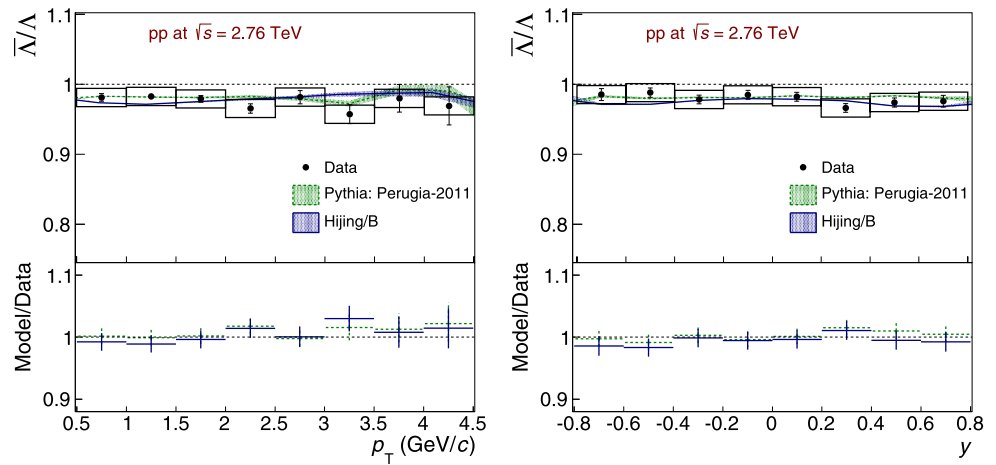 Λ̅/Λ
1.1
1
0.9
0.8
pp at √s = 2.76 TeV
Data
Pythia: Perugia-2011
Hijing/B
Model/Data
1.1
1
0.9
0.5 1 1.5 2 2.5 3 3.5 4 4.5
p_T (GeV/c)
Λ̅/Λ
1.1
1
0.9
0.8
pp at √s = 2.76 TeV
Data
Pythia: Perugia-2011
Hijing/B
Model/Data
1.1
1
0.9
-0.8 -0.6 -0.4 -0.2 0 0.2 0.4 0.6 0.8
y